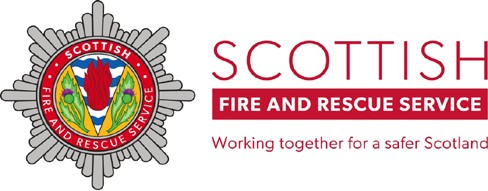 SCOTTISH
FIRE AND RESCUE SERVICE
SCOTTISH
FIRE AND RESCUE SERVICE
Working together for a safer Scotland